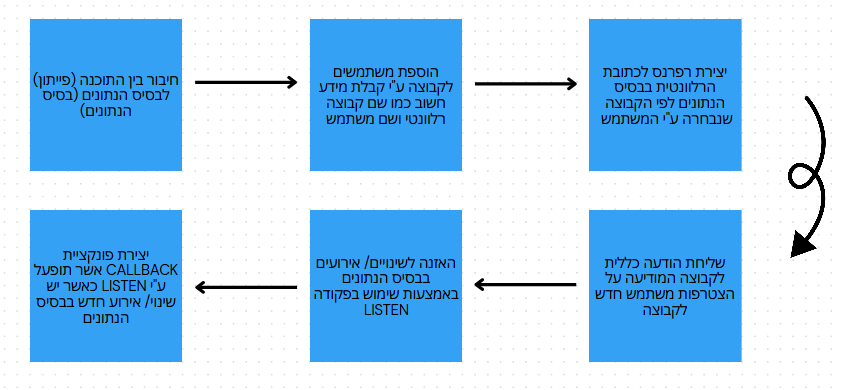 חיבור בין התוכנה (פייתון)
לבסיס הנתונים (בסיס
הנתונים)
הוספת משתמשים
לקבוצה ע"י קבלת מידע
חשוב כמו שם קבוצה
רלוונטי ושם משתמש
יצירת רפרנס לכתובת
הרלוונטית בבסיס
הנתונים לפי הקבוצה
שנבחרה ע"י המשתמש
שליחת הודעה כללית
לקבוצה המודיעה על
הצטרפות משתמש חדש
לקבוצה
האזנה לשינויים/ אירועים
בבסיס הנתונים
באמצעות שימוש בפקודה
LISTEN
יצירת פונקציית
CALLBACK אשר תופעל
ע"י LISTEN כאשר יש
שינוי/ אירוע חדש בבסיס
הנתונים